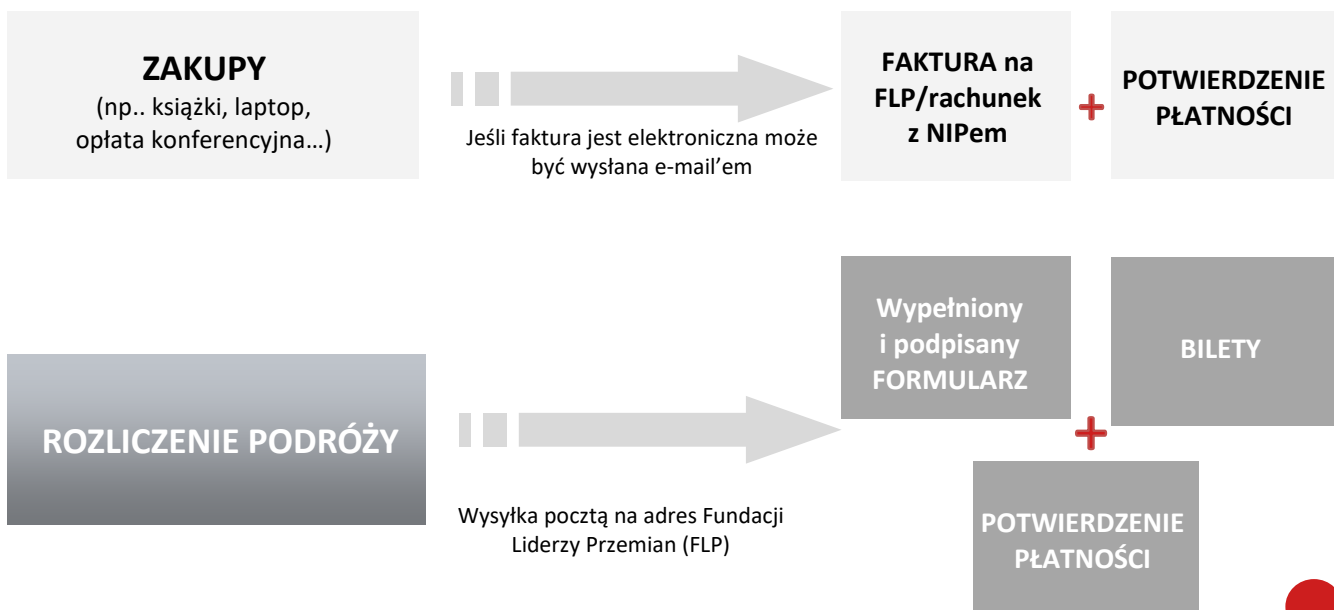 ZAKUPY
(np.. książki, laptop,
opłata konferencyjna...)
Jeśli faktura jest elektroniczna może
być wysłana e-mail’em
FAKTURA na
FLP/rachunek
z NIPem
+
POTWIERDZENIE
PŁATNOŚCI
ROZLICZENIE PODRÓŻY
Wysyłka pocztą na adres Fundacji
Liderzy Przemian (FLP)
Wypełniony
i podpisany
FORMULARZ
BILETY
+
POTWIERDZENIE
PŁATNOŚCI